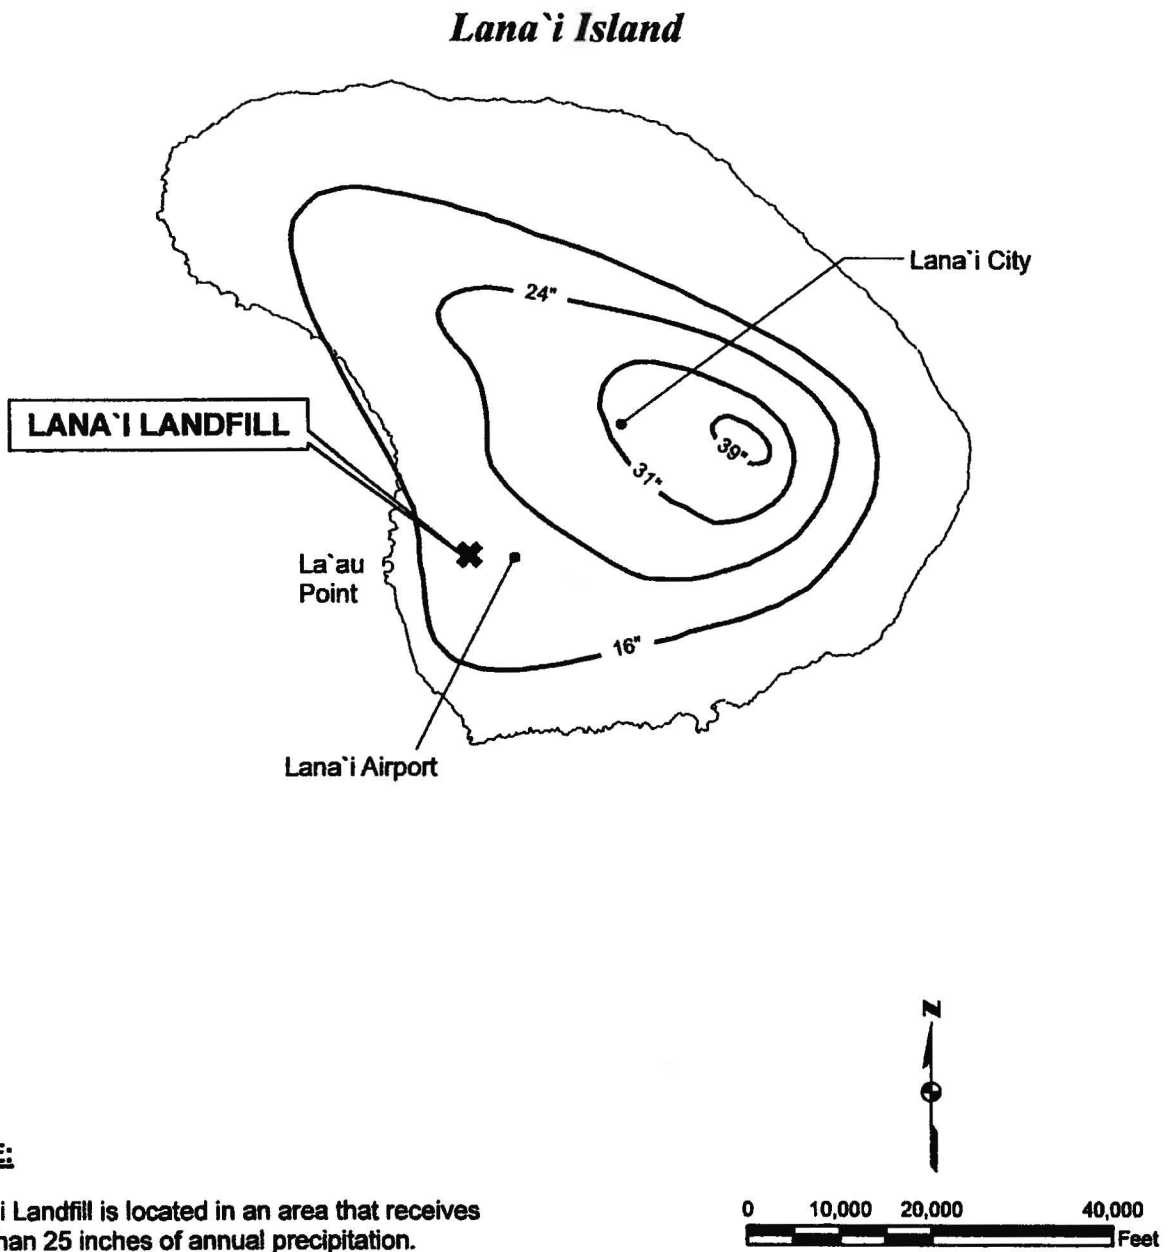 Lana`i Island
Lana`i City
24"
LANA`I LANDFILL
39"
31"
La`au
Point
16"
Lana`i Airport
N
E:
i Landfill is located in an area that receives
han 25 inches of annual precipitation.
0 10,000 20,000 40,000
Feet